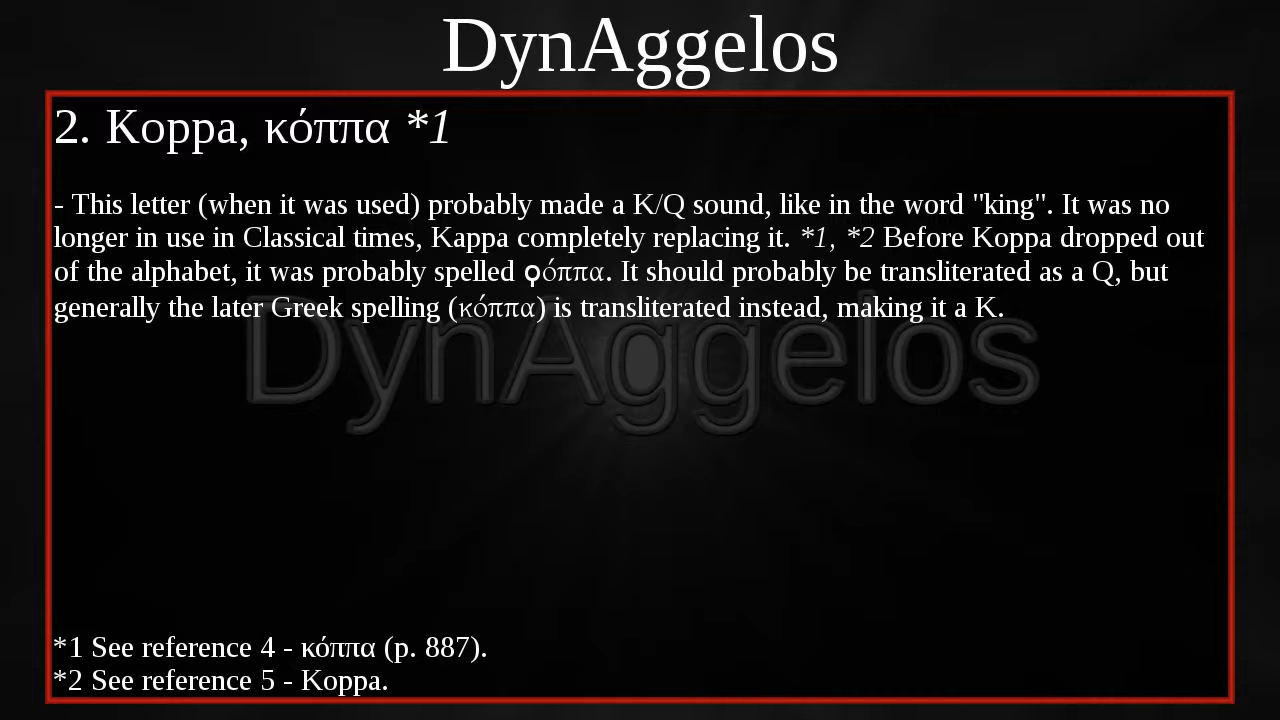 DynAggelos
2. Koppa, κόππα *1
- This letter (when it was used) probably made a K/Q sound, like in the word "king". It was no
longer in use in Classical times, Kappa completely replacing it. *1, *2 Before Koppa dropped out
of the alphabet, it was probably spelled ϙόππα. It should probably be transliterated as a Q, but
generally the later Greek spelling (κόππα) is transliterated instead, making it a K.
DynAggelos
*1 See reference 4 - κόππα (p. 887).
*2 See reference 5 - Koppa.